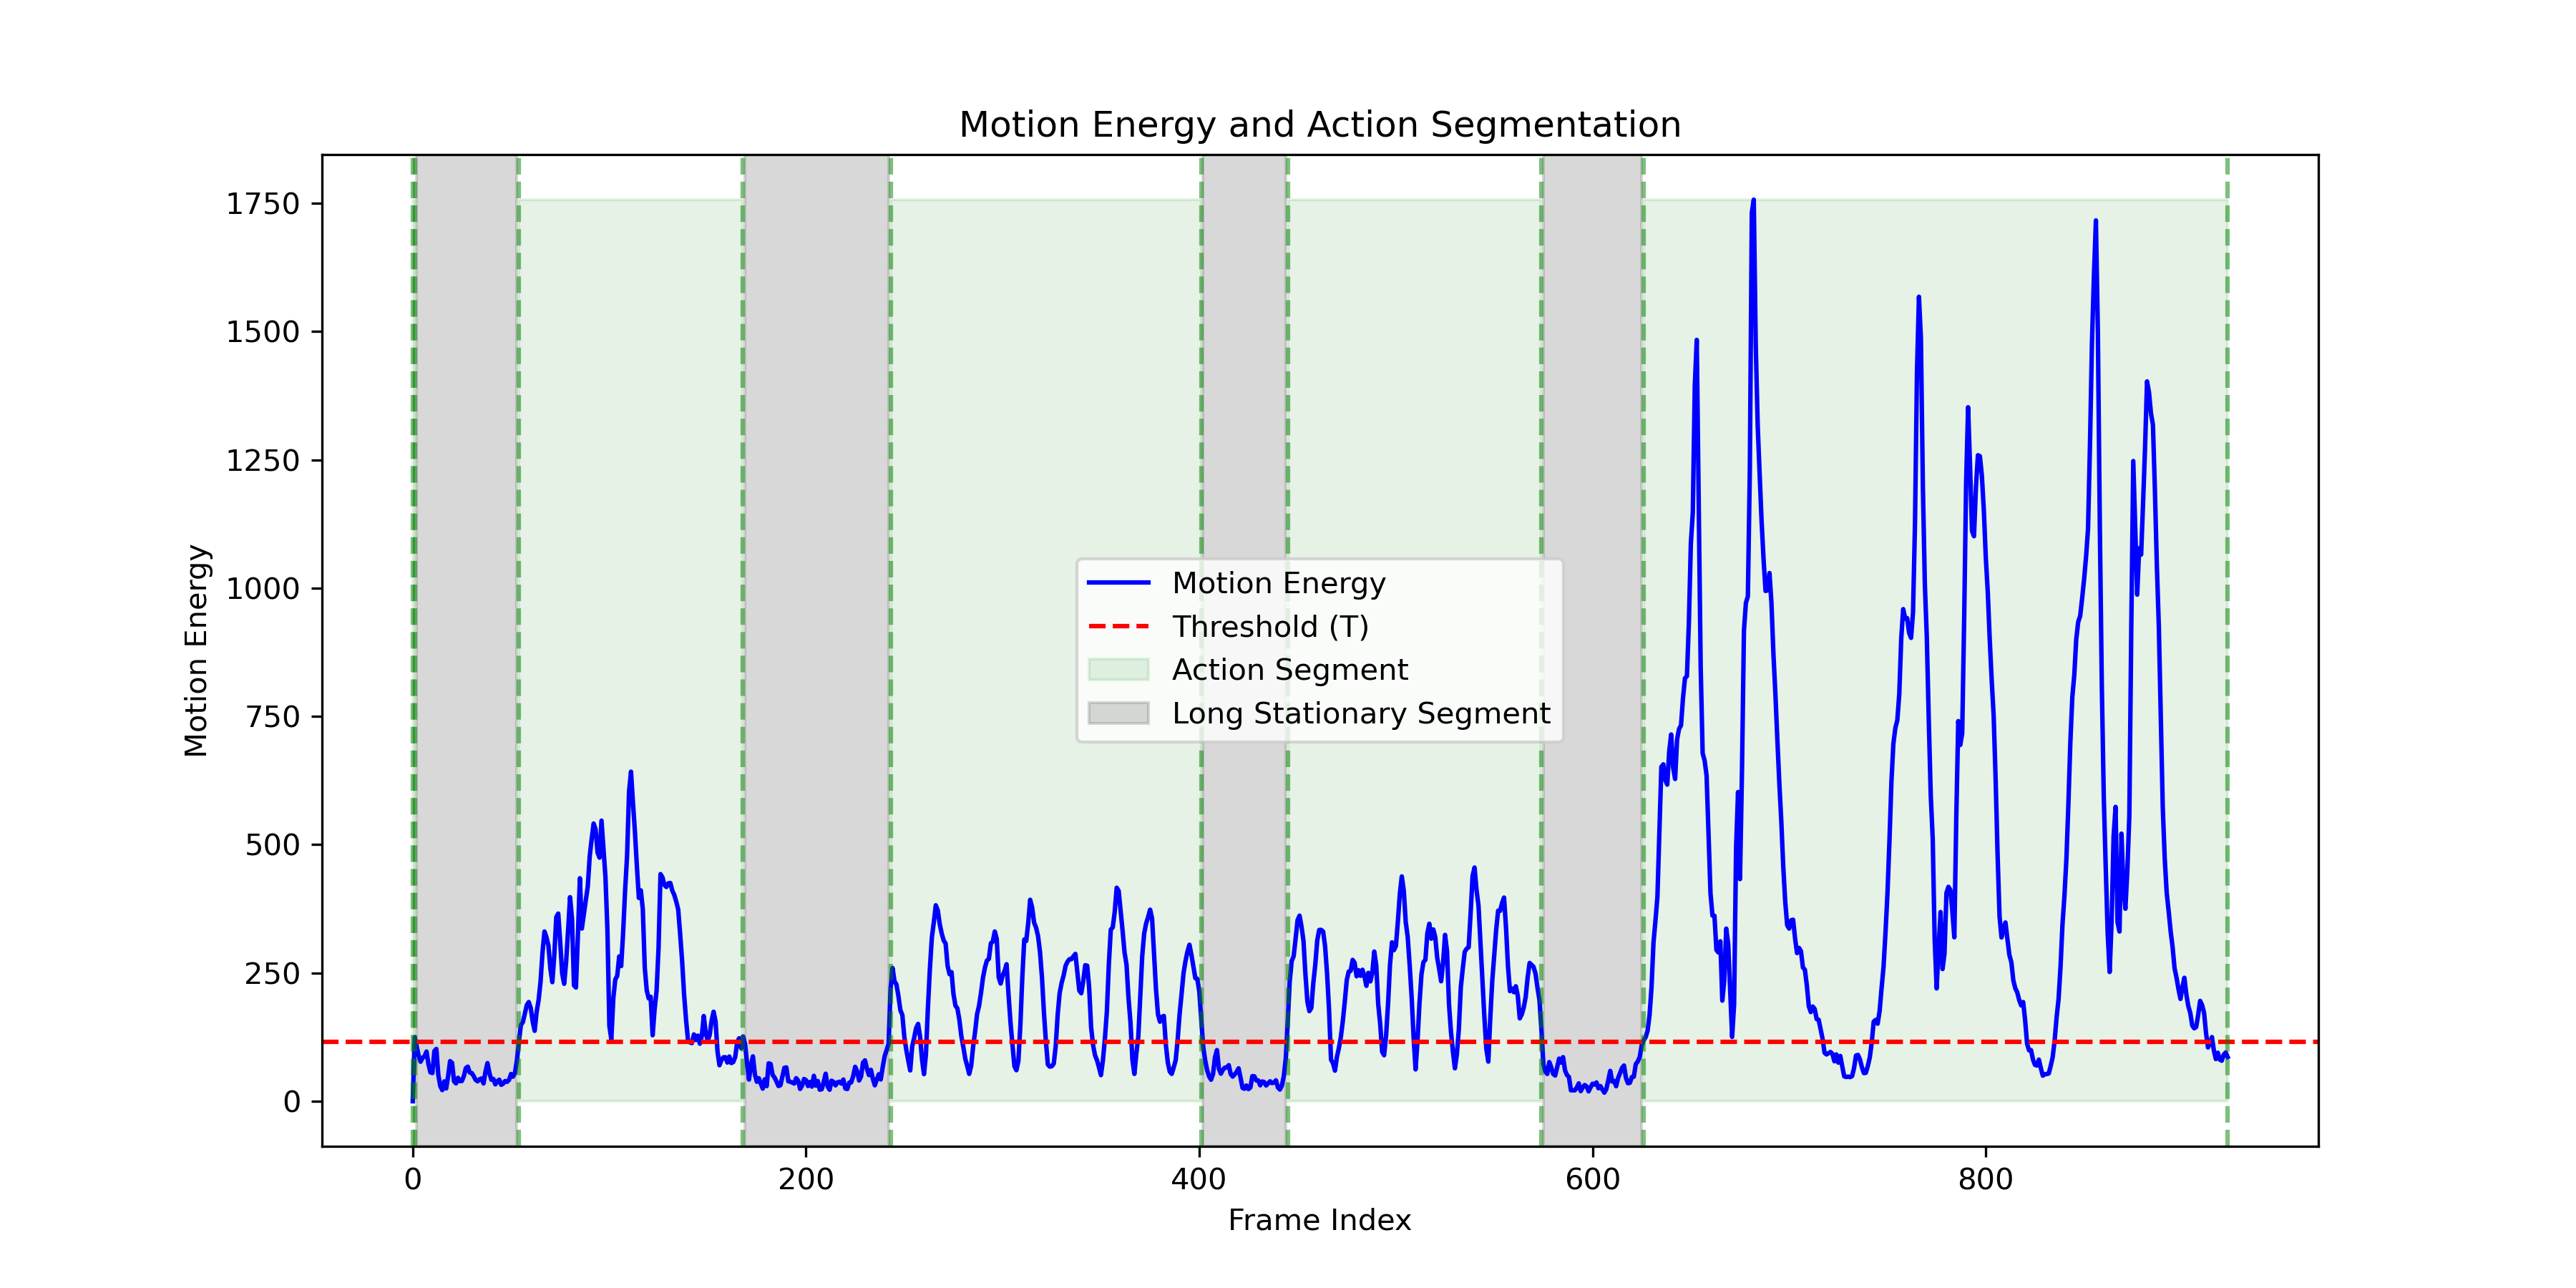 Motion Energy and Action Segmentation
1750
1500
1250
1000
750
500
250
0
Motion Energy
Motion Energy
Threshold (T)
Action Segment
Long Stationary Segment
0 200 400 600 800
Frame Index